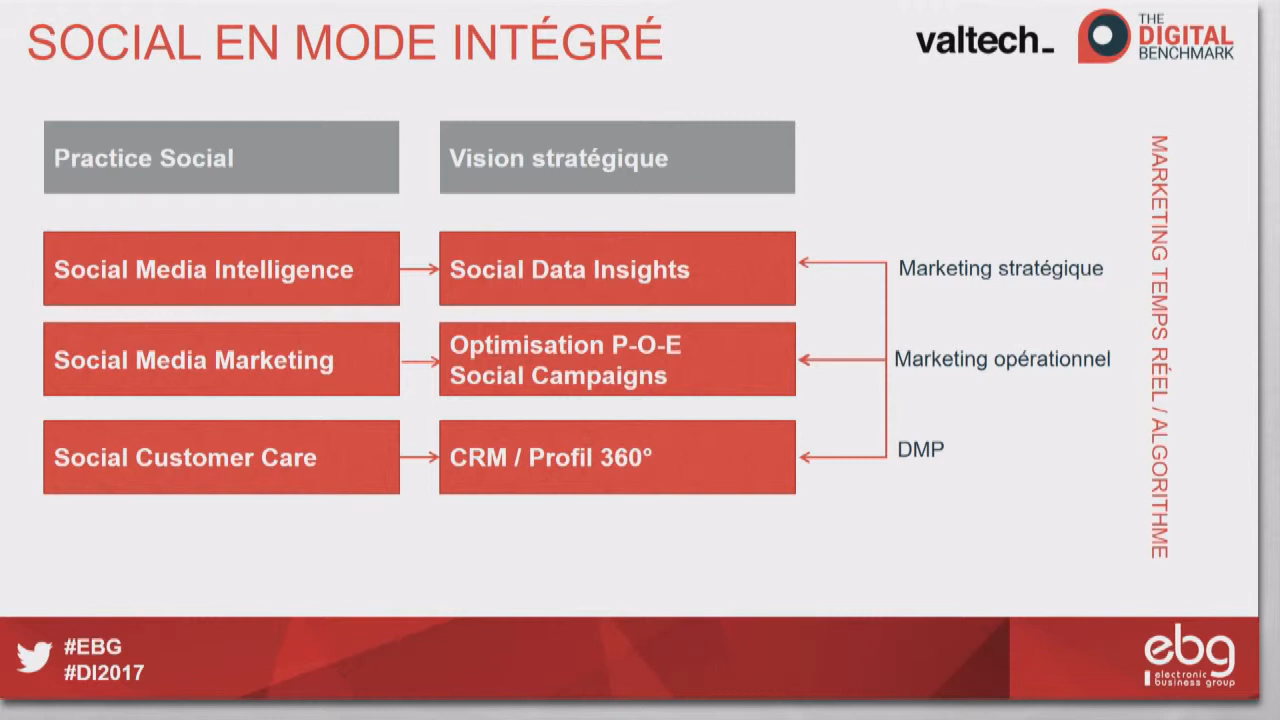 SOCIAL EN MODE INTÉGRÉ
valtech_
THE
DIGITAL
BENCHMARK
Practice Social
Vision stratégique
Social Media Intelligence
Social Data Insights
Marketing stratégique
Social Media Marketing
Optimisation P-O-E
Social Campaigns
Marketing opérationnel
Social Customer Care
CRM / Profil 360°
DMP
MARKETING TEMPS RÉEL / ALGORITHME
#EBG
#DI2017
ebg
electronic
business group